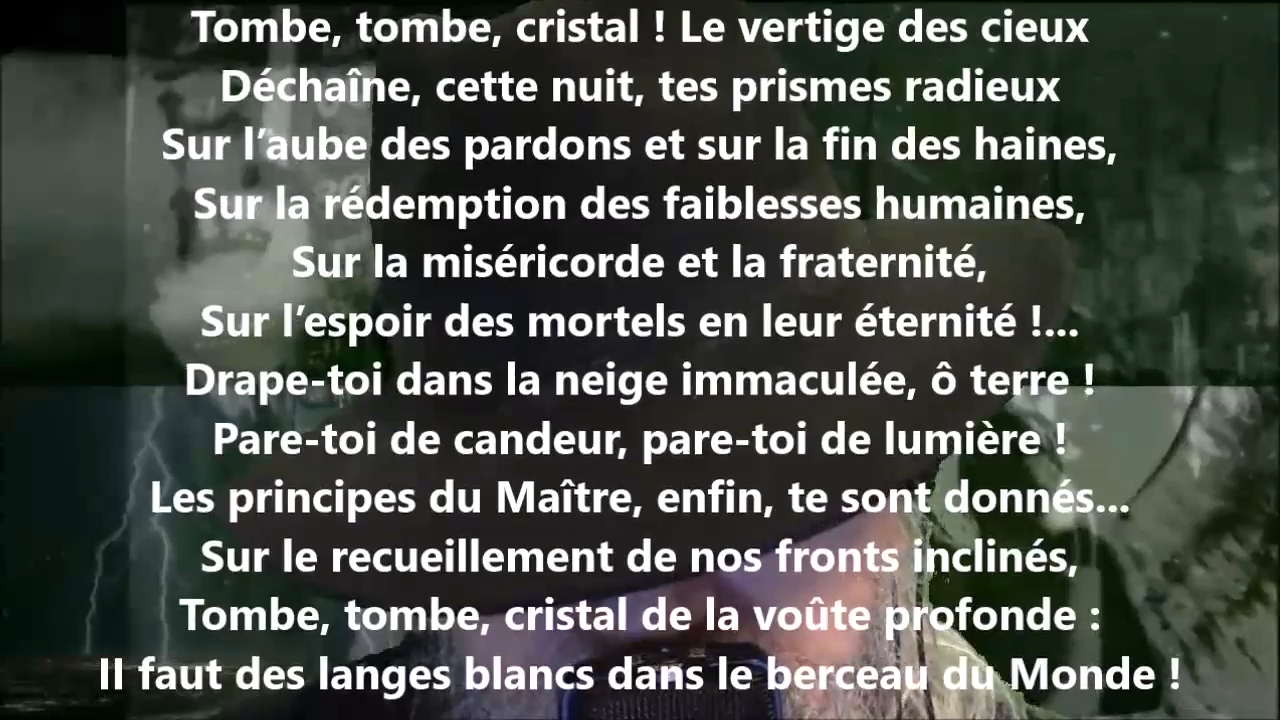 Tombe, tombe, cristal ! Le vertige des cieux
Déchaîne, cette nuit, tes prismes radieux
Sur l’aube des pardons et sur la fin des haines,
Sur la rédemption des faiblesses humaines,
Sur la miséricorde et la fraternité,
Sur l’espoir des mortels en leur éternité !...
Drape-toi dans la neige immaculée, ô terre !
Pare-toi de candeur, pare-toi de lumière !
Les principes du Maître, enfin, te sont donnés...
Sur le recueillement de nos fronts inclinés,
Tombe, tombe, cristal de la voûte profonde :
Il faut des langes blancs dans le berceau du Monde !